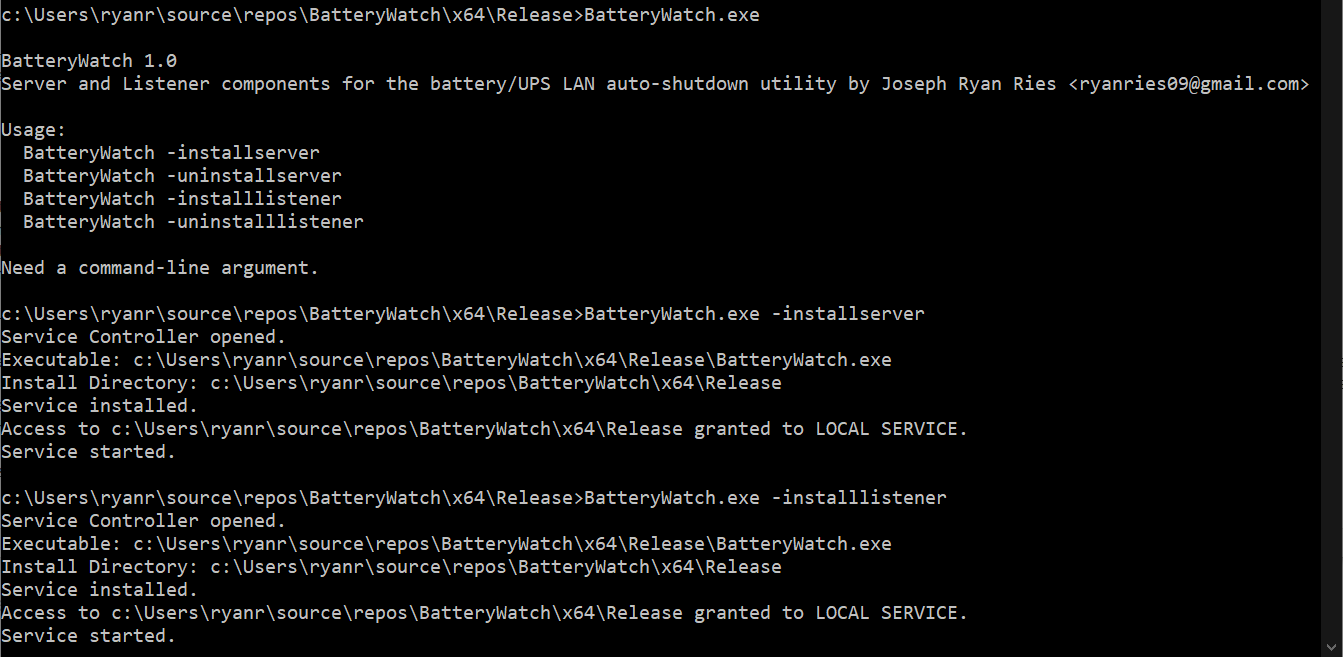 c:\Users\ryanr\source\repos\BatteryWatch\x64\Release>BatteryWatch.exe
BatteryWatch 1.0
Server and Listener components for the battery/UPS LAN auto-shutdown utility by Joseph Ryan Ries <ryanries09@gmail.com>
Usage:
  BatteryWatch -installserver
  BatteryWatch -uninstallserver
  BatteryWatch -installlistener
  BatteryWatch -uninstalllistener
Need a command-line argument.
c:\Users\ryanr\source\repos\BatteryWatch\x64\Release>BatteryWatch.exe -installserver
Service Controller opened.
Executable: c:\Users\ryanr\source\repos\BatteryWatch\x64\Release\BatteryWatch.exe
Install Directory: c:\Users\ryanr\source\repos\BatteryWatch\x64\Release
Service installed.
Access to c:\Users\ryanr\source\repos\BatteryWatch\x64\Release granted to LOCAL SERVICE.
Service started.
c:\Users\ryanr\source\repos\BatteryWatch\x64\Release>BatteryWatch.exe -installlistener
Service Controller opened.
Executable: c:\Users\ryanr\source\repos\BatteryWatch\x64\Release\BatteryWatch.exe
Install Directory: c:\Users\ryanr\source\repos\BatteryWatch\x64\Release
Service installed.
Access to c:\Users\ryanr\source\repos\BatteryWatch\x64\Release granted to LOCAL SERVICE.
Service started.